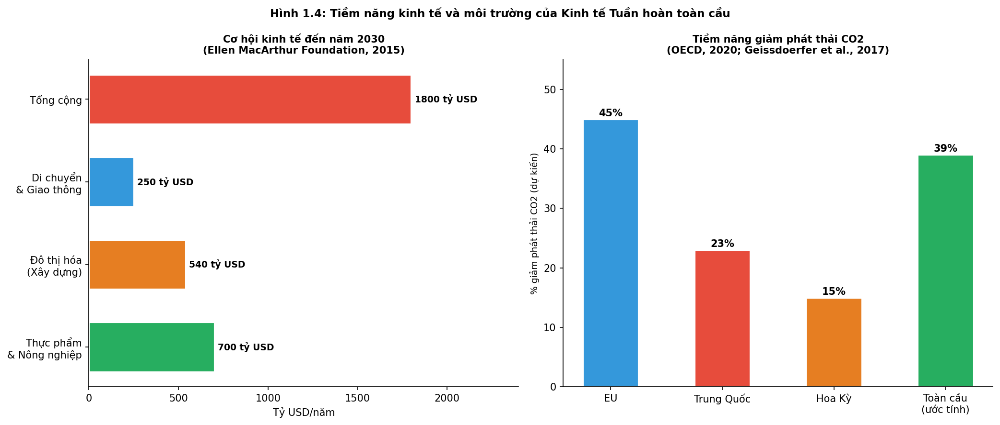 Hình 1.4: Tiềm năng kinh tế và môi trường của Kinh tế Tuần hoàn toàn cầu
Cơ hội kinh tế đến năm 2030
(Ellen MacArthur Foundation, 2015)
Tổng cộng
1800 tỷ USD
Di chuyển
& Giao thông
250 tỷ USD
Đô thị hóa
(Xây dựng)
540 tỷ USD
Thực phẩm
& Nông nghiệp
700 tỷ USD
0 500 1000 1500 2000
Tỷ USD/năm
Tiềm năng giảm phát thải CO2
(OECD, 2020; Geissdoerfer et al., 2017)
% giảm phát thải CO2 (dự kiến)
50
40
30
20
10
0
45%
23%
15%
39%
EU
Trung Quốc
Hoa Kỳ
Toàn cầu
(ước tính)